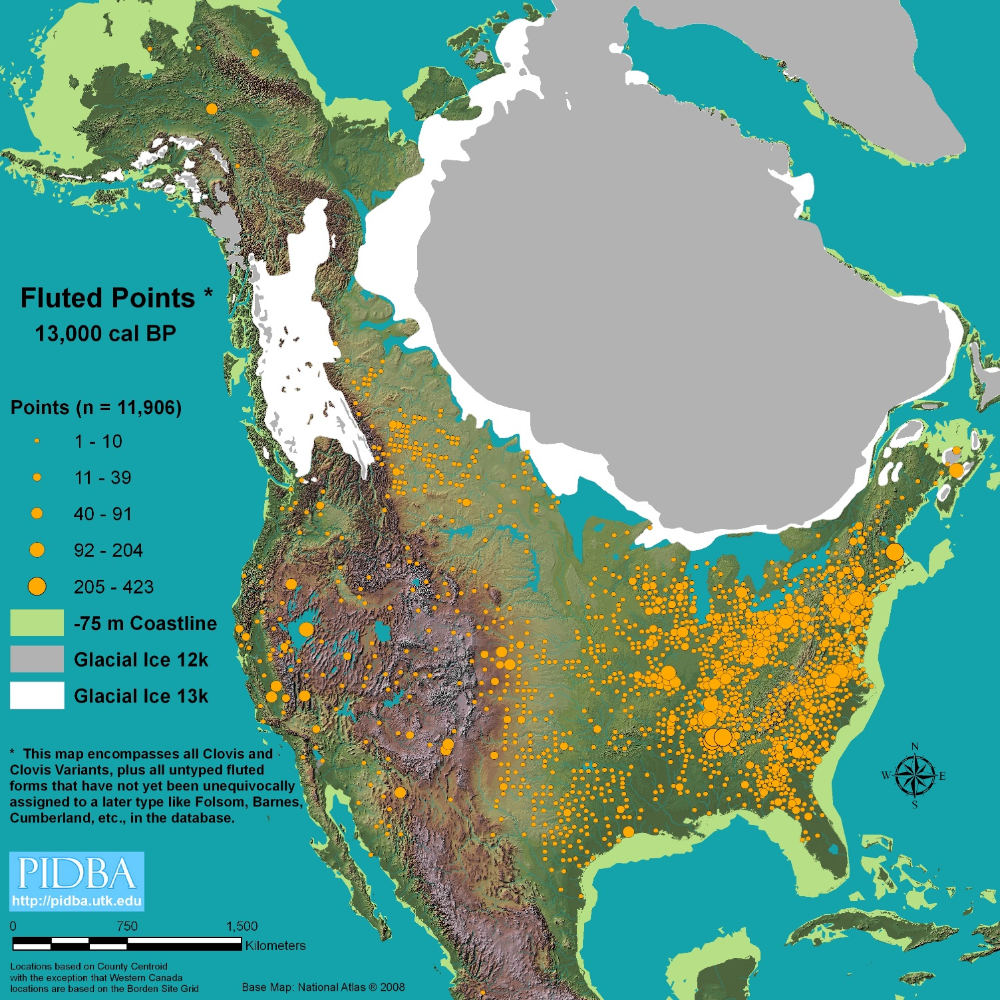 Fluted Points *
13,000 cal BP
Points (n = 11,906)
1 - 10
11 - 39
40 - 91
92 - 204
205 - 423
-75 m Coastline
Glacial Ice 12k
Glacial Ice 13k
* This map encompasses all Clovis and
Clovis Variants, plus all untyped fluted
forms that have not yet been unequivocally
assigned to a later type like Folsom, Barnes,
Cumberland, etc., in the database.
PIDBA
http://pidba.utk.edu
0 750 1,500
Kilometers
Locations based on County Centroid
with the exception that Western Canada
locations are based on the Borden Site Grid
Base Map: National Atlas ® 2008
N
W E
S